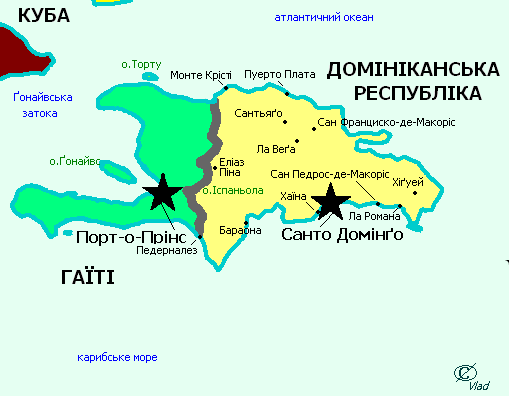 КУБА
атлантичний океан
о.Торту
Монте Крісті
Пуерто Плата
ДОМІНІКАНСЬКА
РЕСПУБЛІКА
Ґонайвська
затока
Сантьяґо
Сан Франциско-де-Макоріс
Ла Веґа
о.Ґонайвс
Еліаз
Піна
Сан Педрос-де-Макоріс
Хіґуей
о.Іспаньола
Хаїна
Ла Романа
Порт-о-Прінс
Бараона
Санто Домінґо
Педерналез
ГАЇТІ
карибське море
Vlad